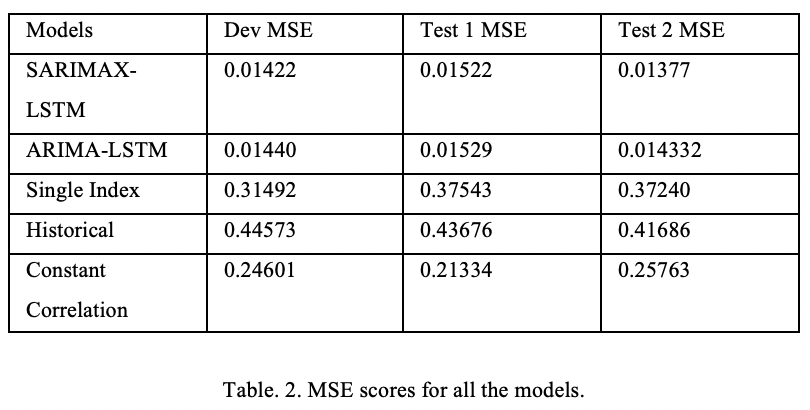 Models Dev MSE Test 1 MSE Test 2 MSE
SARIMAX- 0.01422 0.01522 0.01377
LSTM
ARIMA-LSTM 0.01440 0.01529 0.014332
Single Index 0.31492 0.37543 0.37240
Historical 0.44573 0.43676 0.41686
Constant 0.24601 0.21334 0.25763
Correlation
Table. 2. MSE scores for all the models.